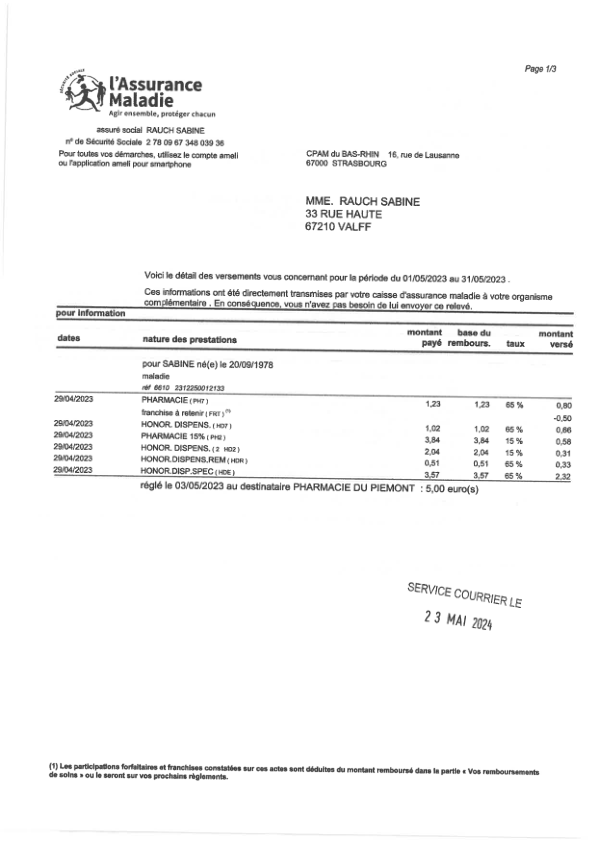 Page 1/3
SÉCURITÉ SOCIALE
l'Assurance
Maladie
Agir ensemble, protéger chacun
assuré social RAUCH SABINE
n° de Sécurité Sociale 2 78 09 67 348 039 36
Pour toutes vos démarches, utilisez le compte ameli
ou l'application ameli pour smartphone
CPAM du BAS-RHIN 16, rue de Lausanne
67000 STRASBOURG
MME. RAUCH SABINE
33 RUE HAUTE
67210 VALFF
Voici le détail des versements vous concernant pour la période du 01/05/2023 au 31/05/2023 .
Ces informations ont été directement transmises par votre caisse d'assurance maladie à votre organisme
complémentaire . En conséquence, vous n'avez pas besoin de lui envoyer ce relevé.
pour information
dates nature des prestations montant payé base du rembours. taux montant versé
pour SABINE né(e) le 20/09/1978
maladie
réf 6610 2312250012133
29/04/2023 PHARMACIE (PH7) 1,23 1,23 65 % 0,80
franchise à retenir (FRT) (1) -0,50
29/04/2023 HONOR. DISPENS. (HD7) 1,02 1,02 65 % 0,66
29/04/2023 PHARMACIE 15% (PH2) 3,84 3,84 15 % 0,58
29/04/2023 HONOR. DISPENS. (2 HD2) 2,04 2,04 15 % 0,31
29/04/2023 HONOR.DISPENS.REM (HDR) 0,51 0,51 65 % 0,33
29/04/2023 HONOR.DISP.SPEC (HDE) 3,57 3,57 65 % 2,32
réglé le 03/05/2023 au destinataire PHARMACIE DU PIEMONT : 5,00 euro(s)
SERVICE COURRIER LE
23 MAI 2024
(1) Les participations forfaitaires et franchises constatées sur ces actes sont déduites du montant remboursé dans la partie « Vos remboursements
de soins » ou le seront sur vos prochains règlements.